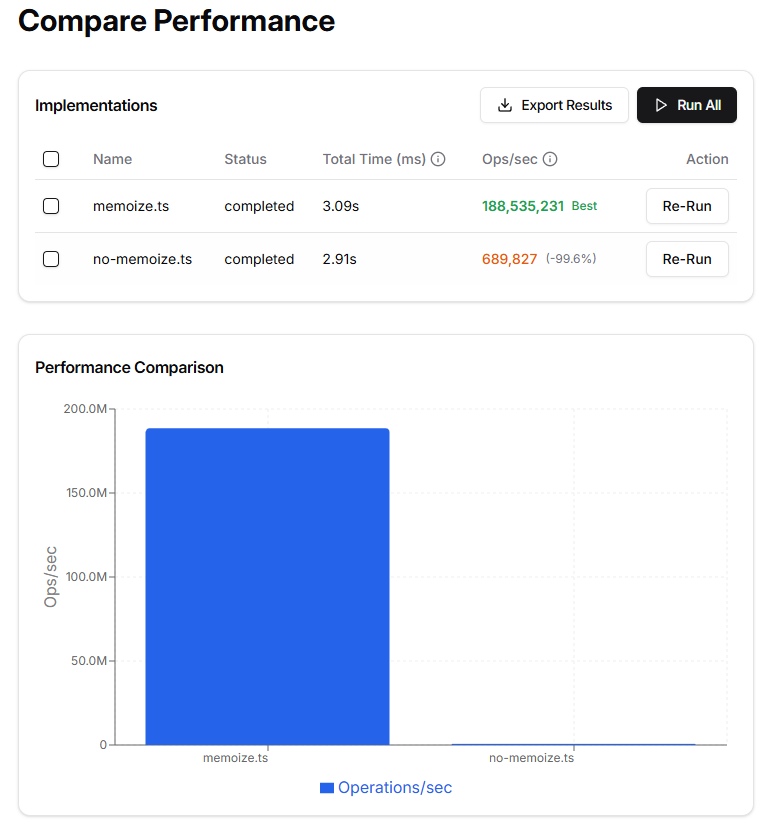 Compare Performance
Implementations
Export Results
Run All
Name Status Total Time (ms) Ops/sec Action
memoize.ts completed 3.09s 188,535,231 Best Re-Run
no-memoize.ts completed 2.91s 689,827 (-99.6%) Re-Run
Performance Comparison
200.0M
150.0M
100.0M
50.0M
0
Ops/sec
memoize.ts no-memoize.ts
Operations/sec